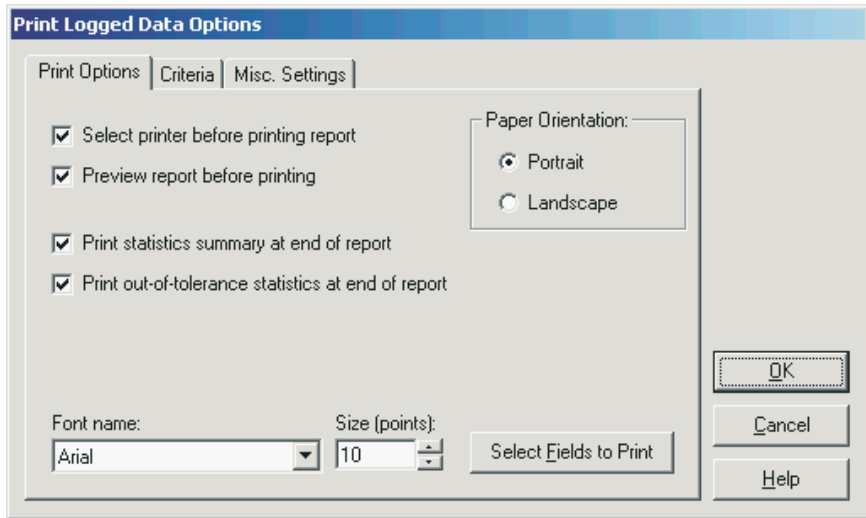 Print Logged Data Options
Print Options
Criteria
Misc. Settings
Select printer before printing report
Preview report before printing
Print statistics summary at end of report
Print out-of-tolerance statistics at end of report
Paper Orientation:
Portrait
Landscape
Font name:
Arial
Size (points):
10
Select Fields to Print
OK
Cancel
Help